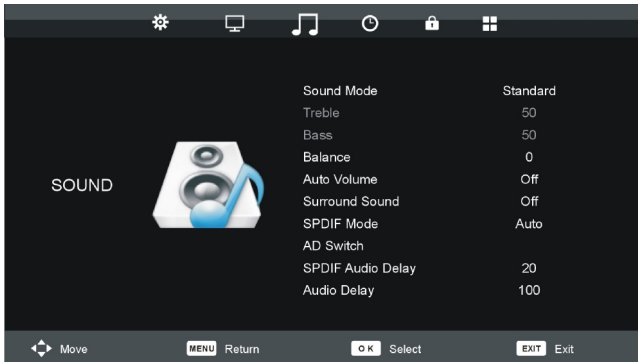 Sound Mode Standard
Treble 50
Bass 50
Balance 0
SOUND
Auto Volume Off
Surround Sound Off
SPDIF Mode Auto
AD Switch
SPDIF Audio Delay 20
Audio Delay 100
Move MENU Return OK Select EXIT Exit